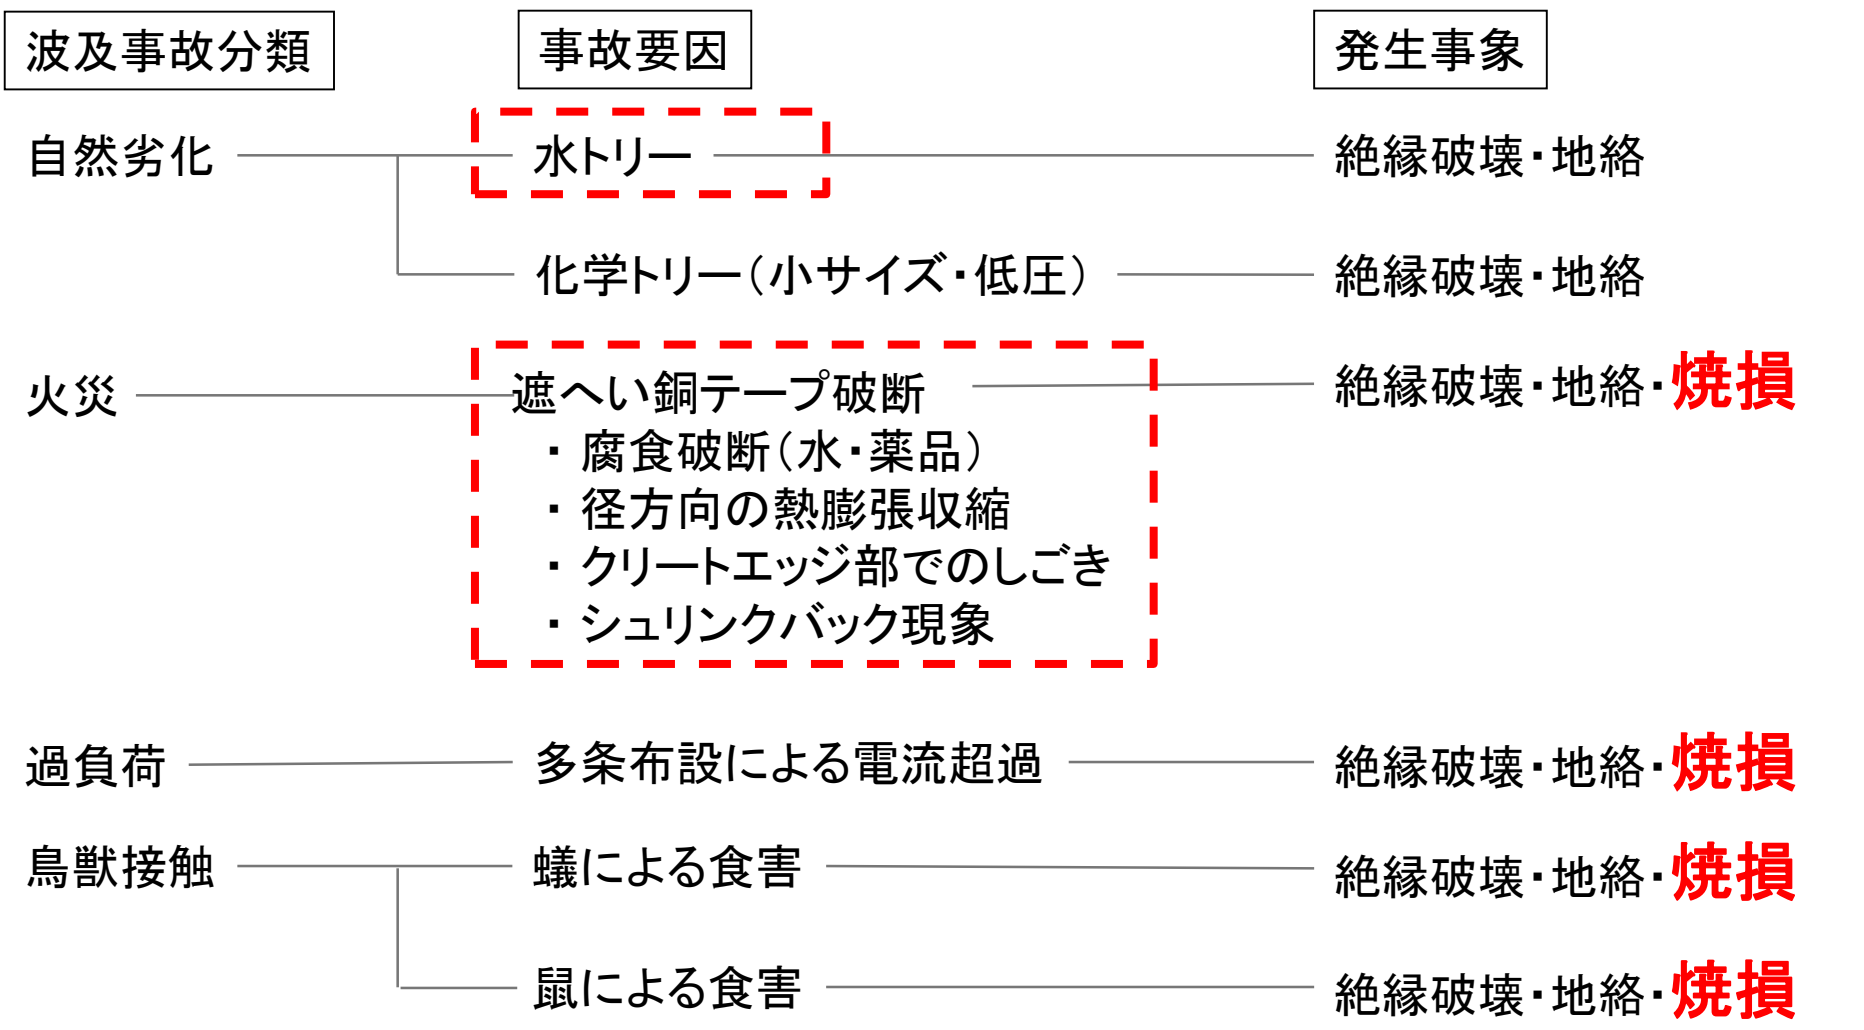 波及事故分類 事故要因 発生事象
自然劣化 水トリー 絶縁破壊・地絡
化学トリー（小サイズ・低圧） 絶縁破壊・地絡
火災 遮へい銅テープ破断 絶縁破壊・地絡・焼損
・腐食破断（水・薬品）
・径方向の熱膨張収縮
・クリートエッジ部でのしごき
・シュリンクバック現象
過負荷 多条布設による電流超過 絶縁破壊・地絡・焼損
鳥獣接触 蟻による食害 絶縁破壊・地絡・焼損
鼠による食害 絶縁破壊・地絡・焼損